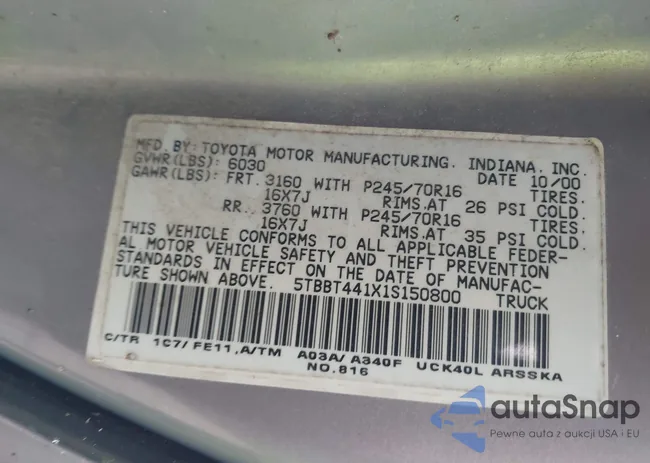 MFD. BY: TOYOTA MOTOR MANUFACTURING. INDIANA, INC.
GVWR(LBS): 6030 DATE 10/00
GAWR(LBS): FRT. 3160 WITH P245/70R16 TIRES.
16X7J RIMS.AT 26 PSI COLD.
RR. 3760 WITH P245/70R16 TIRES.
16X7J RIMS.AT 35 PSI COLD.
THIS VEHICLE CONFORMS TO ALL APPLICABLE FEDER-
AL MOTOR VEHICLE SAFETY AND THEFT PREVENTION
STANDARDS IN EFFECT ON THE DATE OF MANUFAC-
TURE SHOWN ABOVE. 5TBBT441X1S150800 TRUCK
C/TR 1C7/ FE11,A/TM A03A/ A340F UCK40L ARSSKA
NO.816
autaSnap
Pewne auta z aukcji USA i EU